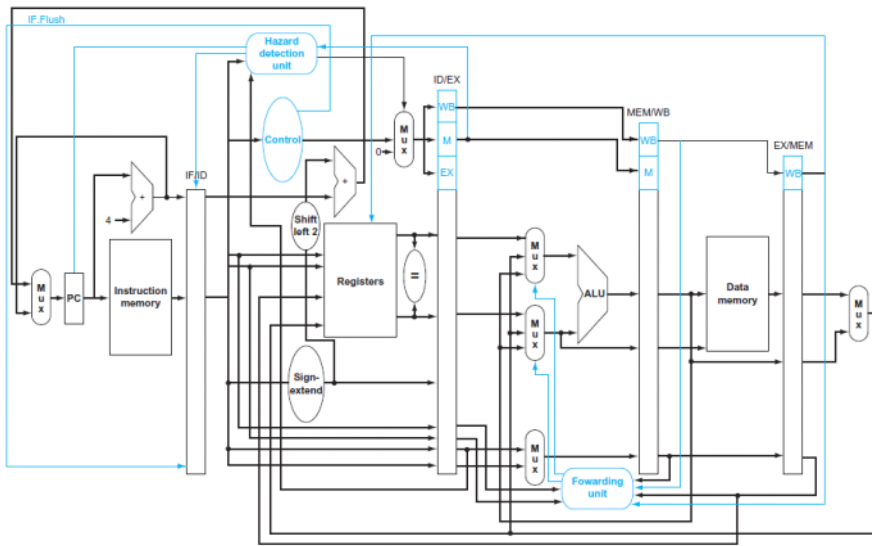 IF.Flush
Hazard
detection
unit
ID/EX
WB
MEM/WB
Control
M
u
x
M
WB
EX/MEM
0
EX
M
WB
IF/ID
+
+
4
Shift
left 2
M
u
x
Registers
=
ALU
M
u
x
PC
Instruction
memory
Data
memory
M
u
x
M
u
x
Sign-
extend
M
u
x
Fowarding
unit